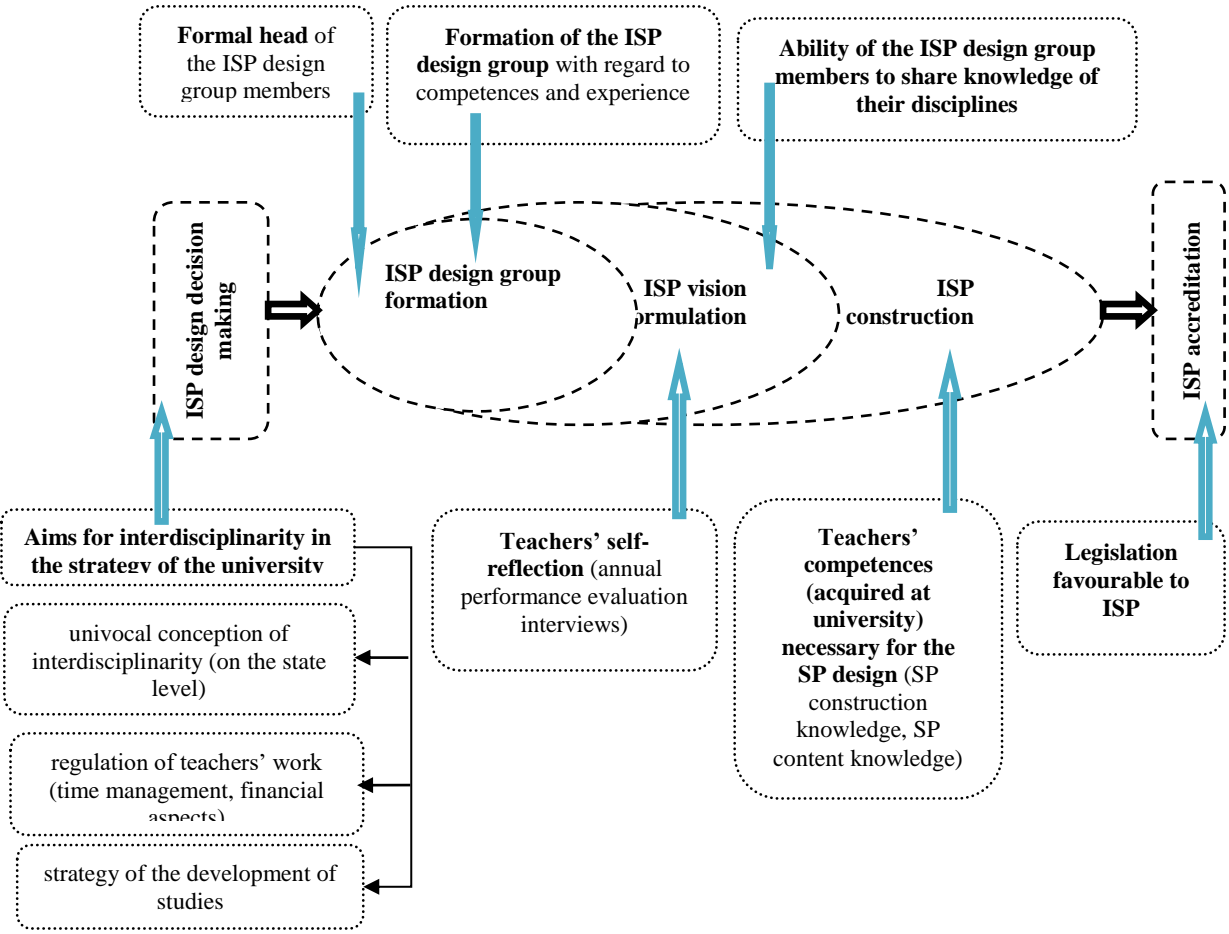 Formal head of
the ISP design
group members
Formation of the ISP
design group with regard to
competences and experience
Ability of the ISP design group
members to share knowledge of
their disciplines
ISP design decision
making
ISP design group
formation
ISP vision
ormulation
ISP
construction
ISP accreditation
Aims for interdisciplinarity in
the strategy of the university
univocal conception of
interdisciplinarity (on the state
level)
regulation of teachers’ work
(time management, financial
aspects)
strategy of the development of
studies
Teachers’ self-
reflection (annual
performance evaluation
interviews)
Teachers’
competences
(acquired at
university)
necessary for the
SP design (SP
construction
knowledge, SP
content knowledge)
Legislation
favourable to
ISP